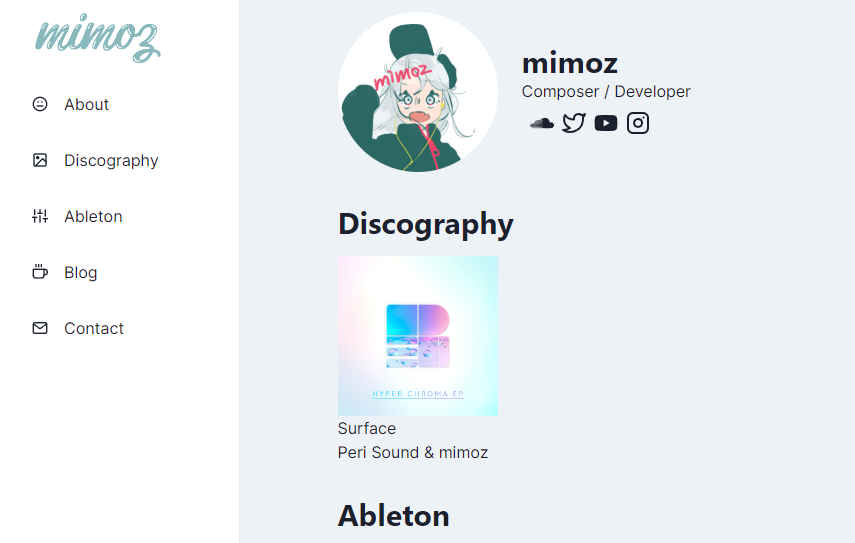 mimoz
About
Discography
Ableton
Blog
Contact
mimoz
mimoz
Composer / Developer
Discography
HYPER CHROMA EP
Surface
Peri Sound & mimoz
Ableton